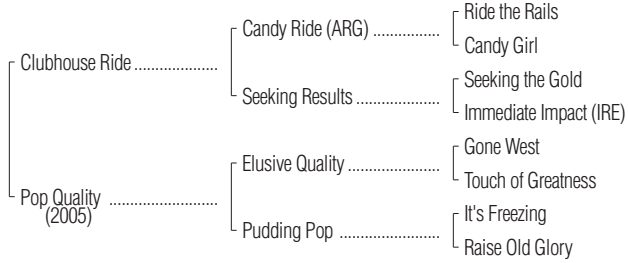 Ride the Rails
Candy Ride (ARG) ................
Candy Girl
Clubhouse Ride ....................
Seeking the Gold
Seeking Results ....................
Immediate Impact (IRE)
Gone West
Elusive Quality ......................
Touch of Greatness
Pop Quality ..........................
(2005)
It's Freezing
Pudding Pop ........................
Raise Old Glory